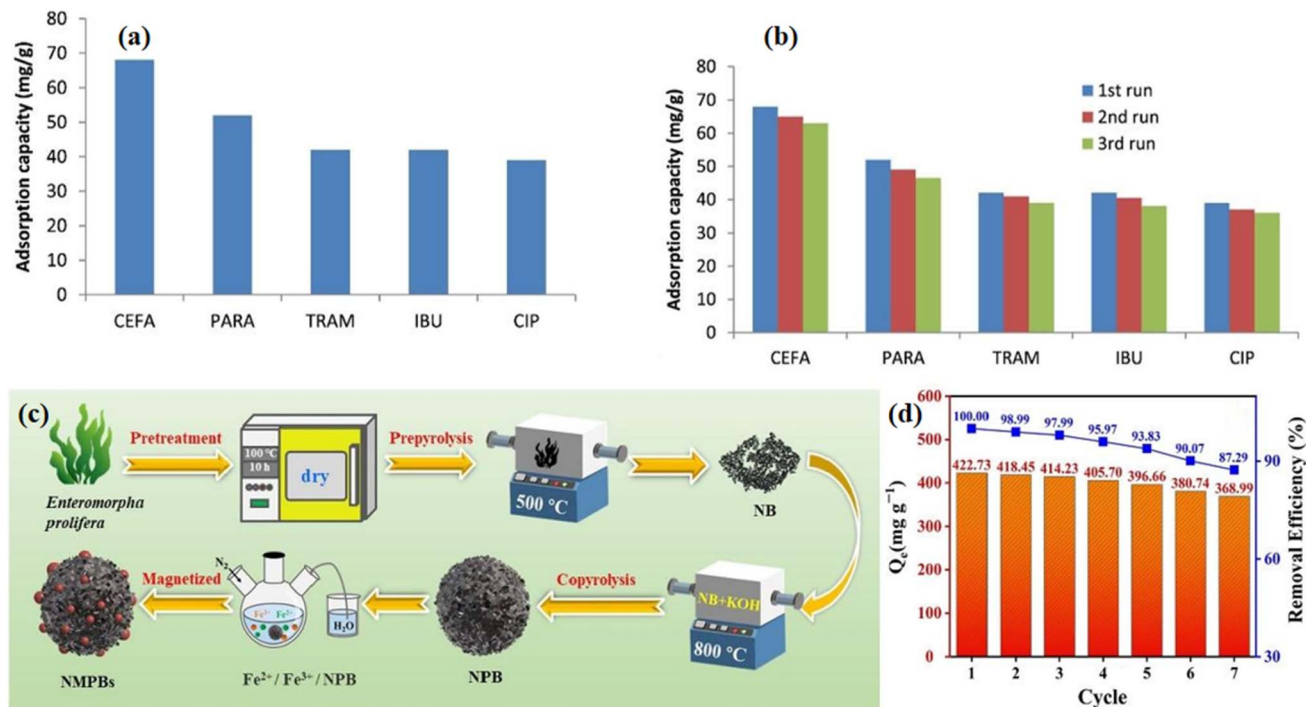 (a)
Adsorption capacity (mg/g)
80
70
60
50
40
30
20
10
0
CEFA PARA TRAM IBU CIP
(b)
Adsorption capacity (mg/g)
80
70
60
50
40
30
20
10
0
1st run
2nd run
3rd run
CEFA PARA TRAM IBU CIP
(c)
Enteromorpha
prolifera
Pretreatment
100 °C
10 h
dry
Prepyrolysis
500 °C
NB
NB+KOH
800 °C
Copyrolysis
NPB
N₂
Fe²⁺ Fe²⁺
H₂O
Fe²⁺ / Fe³⁺ / NPB
Magnetized
NMPBs
(d)
Qe(mg g⁻¹)
600
500
400
300
200
100
0
100.00 98.99 97.99 95.97 93.83 90.07 87.29
422.73 418.45 414.23 405.70 396.66 380.74 368.99
1 2 3 4 5 6 7
Cycle
90
60
30
Removal Efficiency (%)